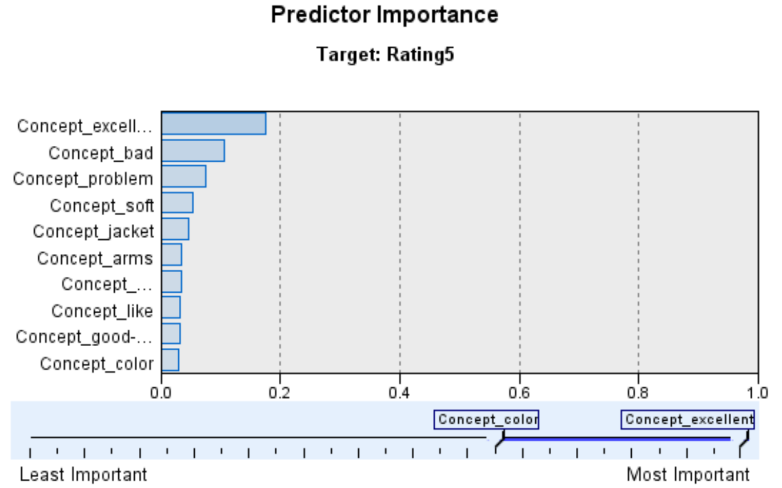 Predictor Importance
Target: Rating5
Concept_excell...
Concept_bad
Concept_problem
Concept_soft
Concept_jacket
Concept_arms
Concept_...
Concept_like
Concept_good-...
Concept_color
0.0 0.2 0.4 0.6 0.8 1.0
Concept_color Concept_excellent
Least Important Most Important